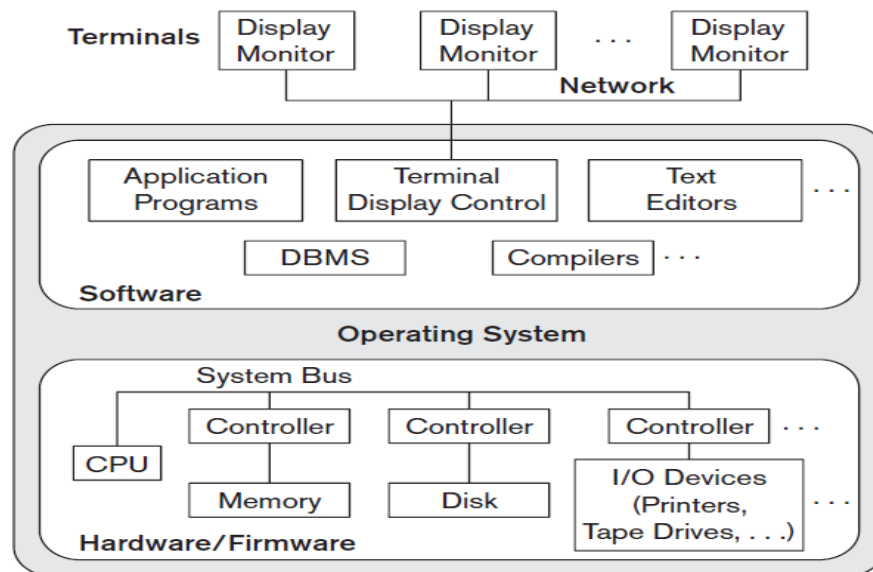 Terminals
Display
Monitor
Display
Monitor
. . .
Display
Monitor
Network
Application
Programs
Terminal
Display Control
Text
Editors
. . .
DBMS
Compilers
. . .
Software
Operating System
System Bus
Controller
Controller
Controller
. . .
CPU
Memory
Disk
I/O Devices
(Printers,
Tape Drives, . . .)
. . .
Hardware/Firmware